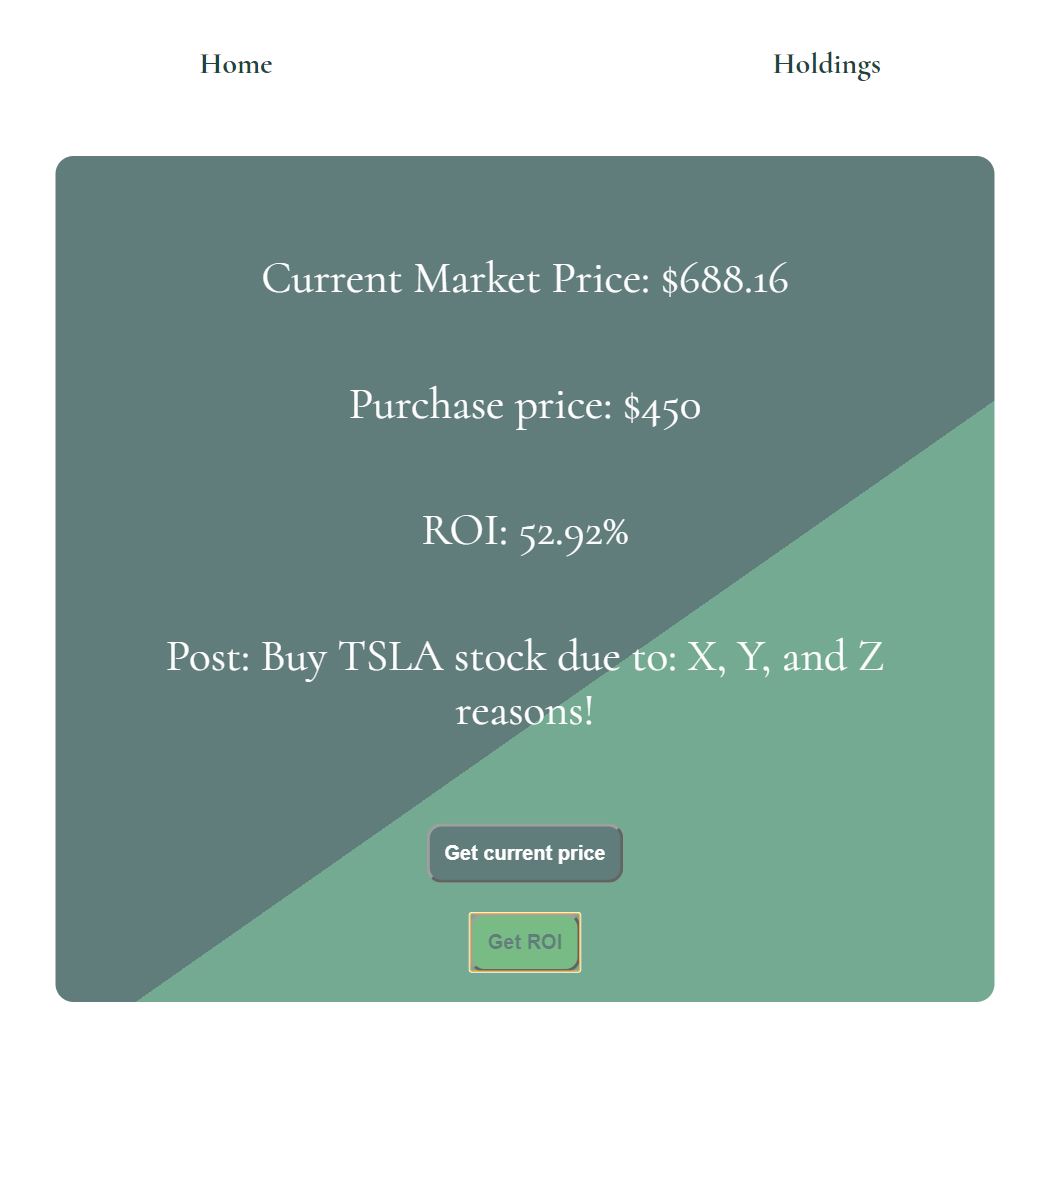 Home
Holdings
Current Market Price: $688.16
Purchase price: $450
ROI: 52.92%
Post: Buy TSLA stock due to: X, Y, and Z
reasons!
Get current price
Get ROI